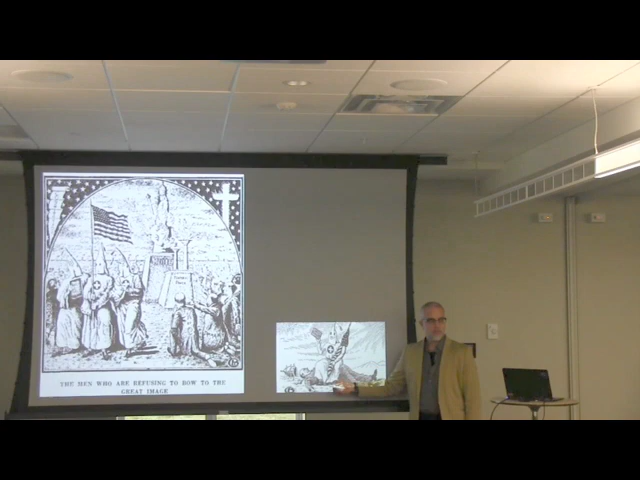 THE MEN WHO ARE REFUSING TO BOW TO THE
GREAT IMAGE